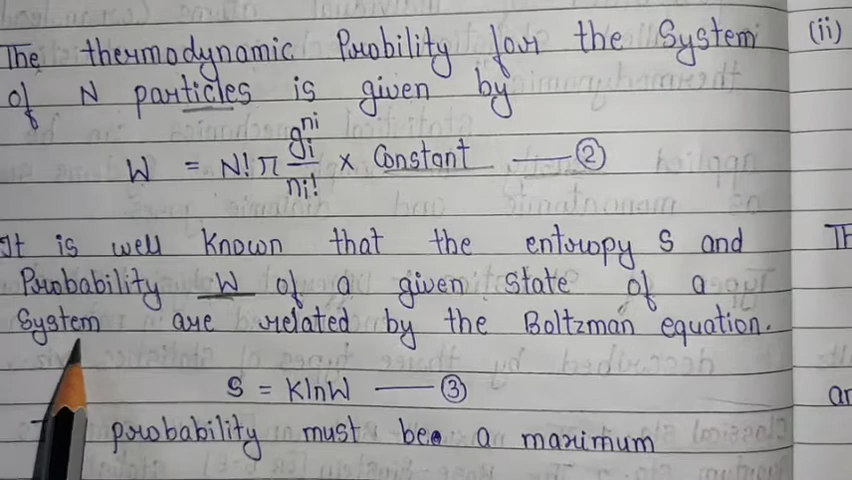 The thermodynamic Probility for the System (ii)
of N particles is given by
W = N! π gi^ni / ni! × Constant —— ②
It is well known that the entropy S and
Probability W of a given state of a
System are related by the Boltzman equation.
S = KlnW —— ③
probability must be a maximum